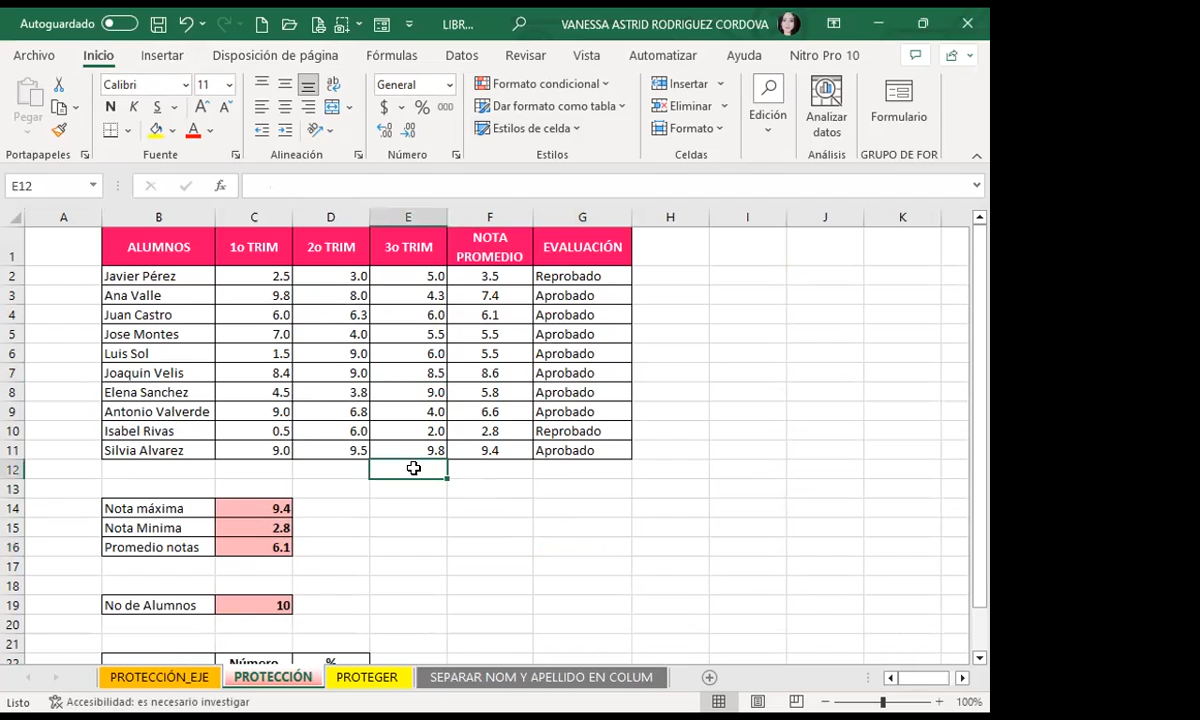 Autoguardado
LIBR...
VANESSA ASTRID RODRIGUEZ CORDOVA
Archivo Inicio Insertar Disposición de página Fórmulas Datos Revisar Vista Automatizar Ayuda Nitro Pro 10
Pegar
Calibri 11
N K S A A
A
General
$ % 000
Formato condicional
Dar formato como tabla
Estilos de celda
Insertar
Eliminar
Formato
Edición
Analizar datos
Formulario
Portapapeles Fuente Alineación Número Estilos Celdas Análisis GRUPO DE FOR
E12 fx
A B C D E F G H I J K
1 ALUMNOS 1o TRIM 2o TRIM 3o TRIM NOTA PROMEDIO EVALUACIÓN
2 Javier Pérez 2.5 3.0 5.0 3.5 Reprobado
3 Ana Valle 9.8 8.0 4.3 7.4 Aprobado
4 Juan Castro 6.0 6.3 6.0 6.1 Aprobado
5 Jose Montes 7.0 4.0 5.5 5.5 Aprobado
6 Luis Sol 1.5 9.0 6.0 5.5 Aprobado
7 Joaquin Velis 8.4 9.0 8.5 8.6 Aprobado
8 Elena Sanchez 4.5 3.8 9.0 5.8 Aprobado
9 Antonio Valverde 9.0 6.8 4.0 6.6 Aprobado
10 Isabel Rivas 0.5 6.0 2.0 2.8 Reprobado
11 Silvia Alvarez 9.0 9.5 9.8 9.4 Aprobado
12
13
14 Nota máxima 9.4
15 Nota Minima 2.8
16 Promedio notas 6.1
17
18
19 No de Alumnos 10
20
21
22 Número %
PROTECCIÓN_EJE PROTECCIÓN PROTEGER SEPARAR NOM Y APELLIDO EN COLUM
Listo Accesibilidad: es necesario investigar 100%